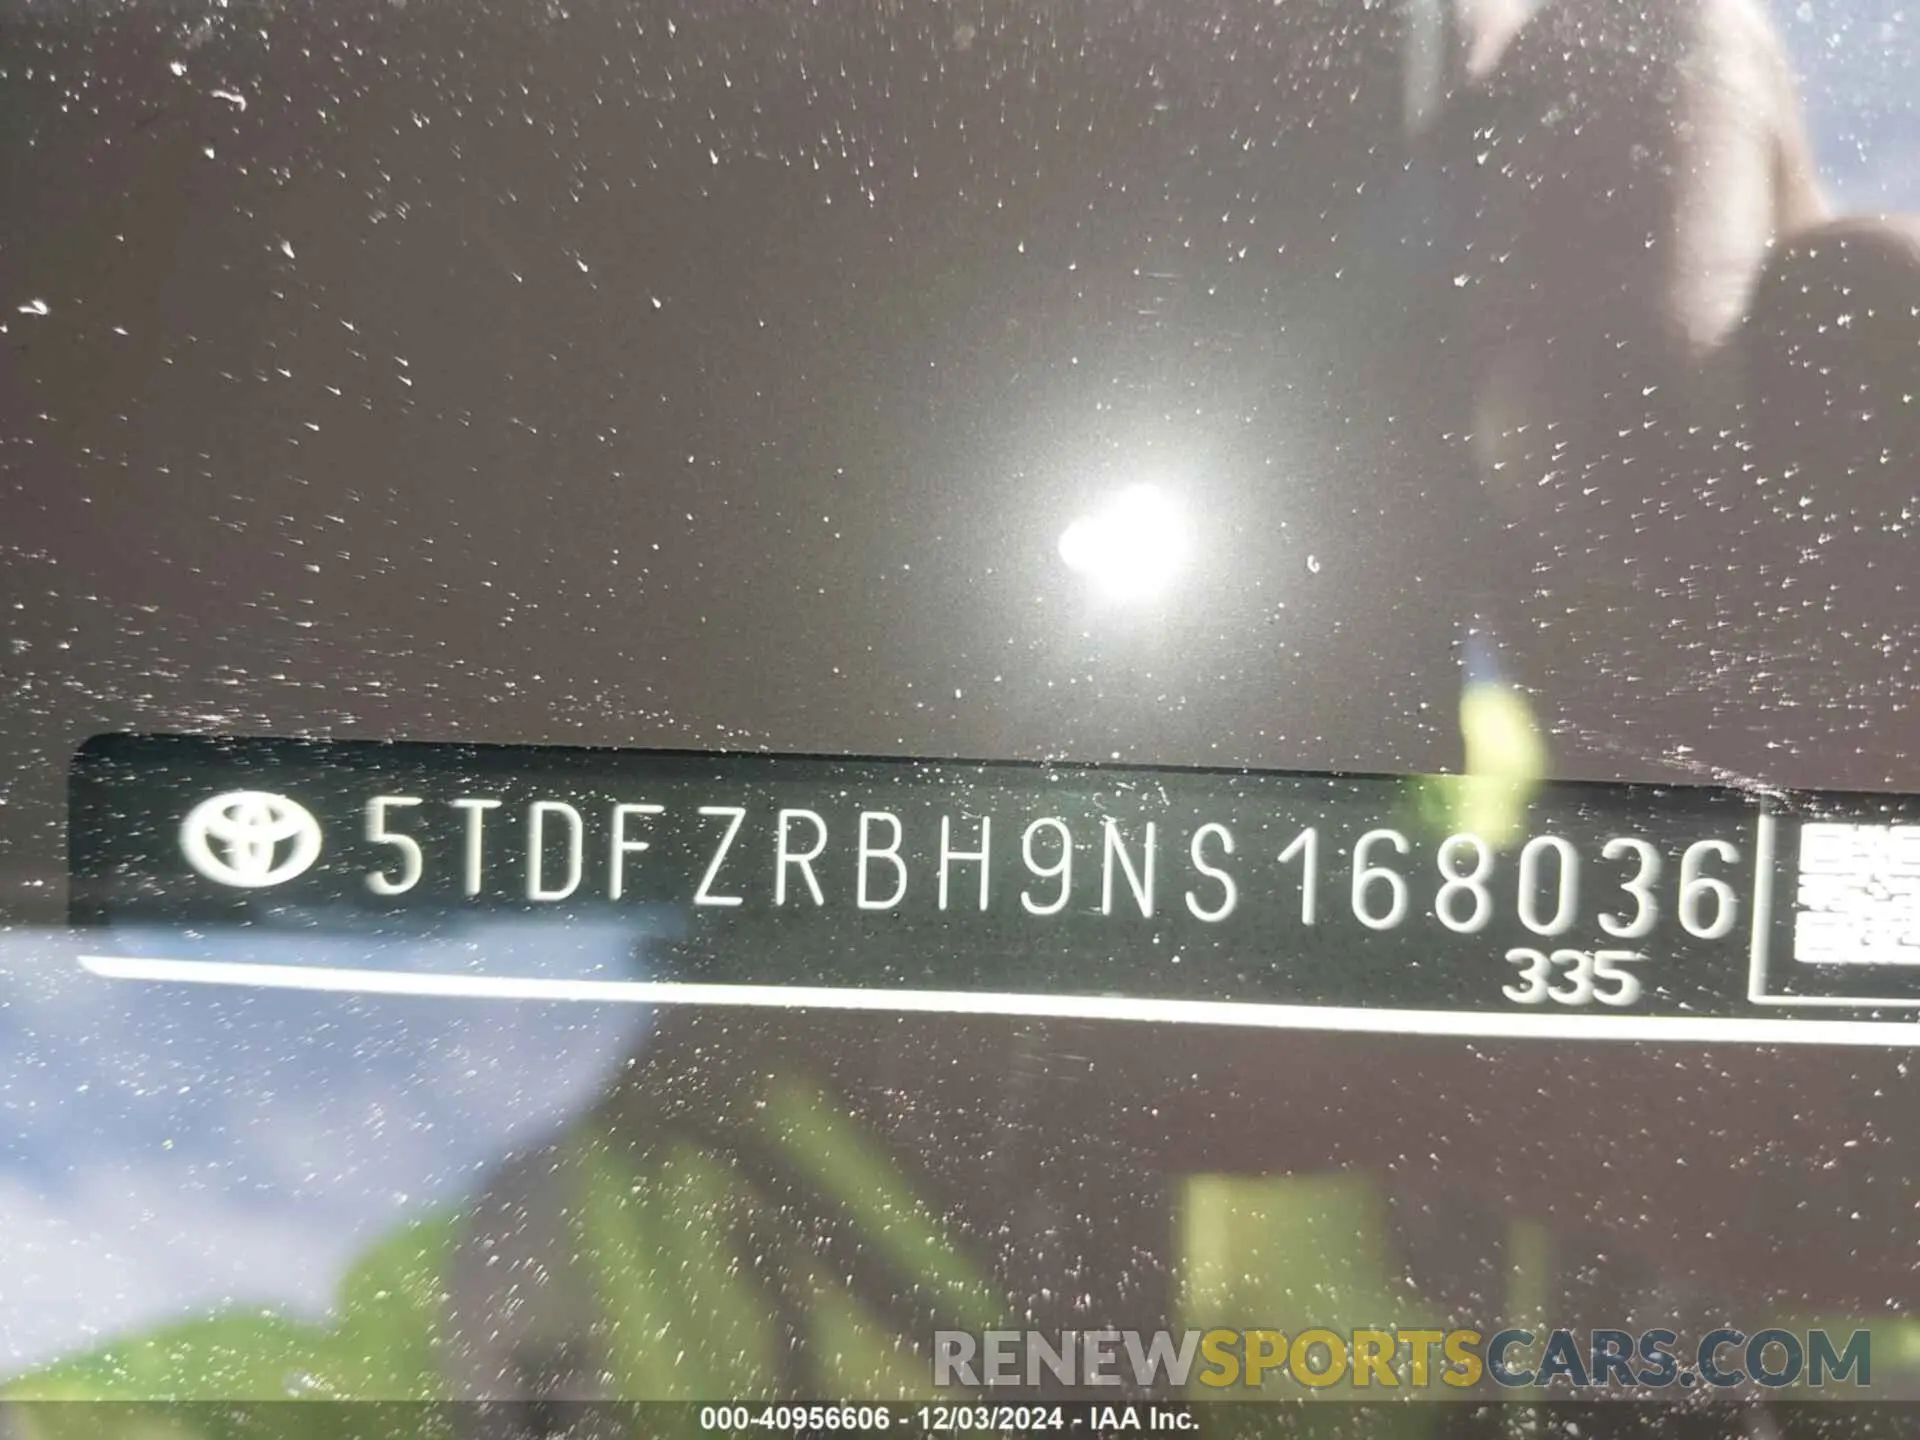 5TDFZRBH9NS168036
335
RENEWSPORTSCARS.COM
000-40956606 - 12/03/2024 - IAA Inc.